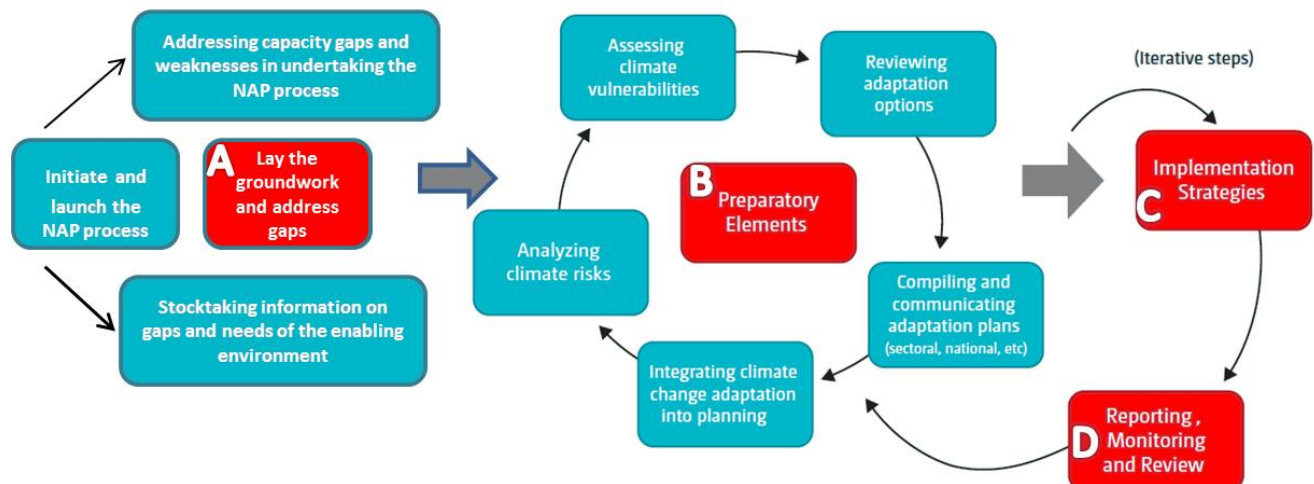 Addressing capacity gaps and
weaknesses in undertaking the
NAP process
Initiate and
launch the
NAP process
A
Lay the
groundwork
and address
gaps
Stocktaking information on
gaps and needs of the enabling
environment
Assessing
climate
vulnerabilities
Reviewing
adaptation
options
B
Preparatory
Elements
Analyzing
climate risks
Compiling and
communicating
adaptation plans
(sectoral, national, etc)
Integrating climate
change adaptation
into planning
(Iterative steps)
Implementation
Strategies
C
Reporting ,
Monitoring
and Review
D